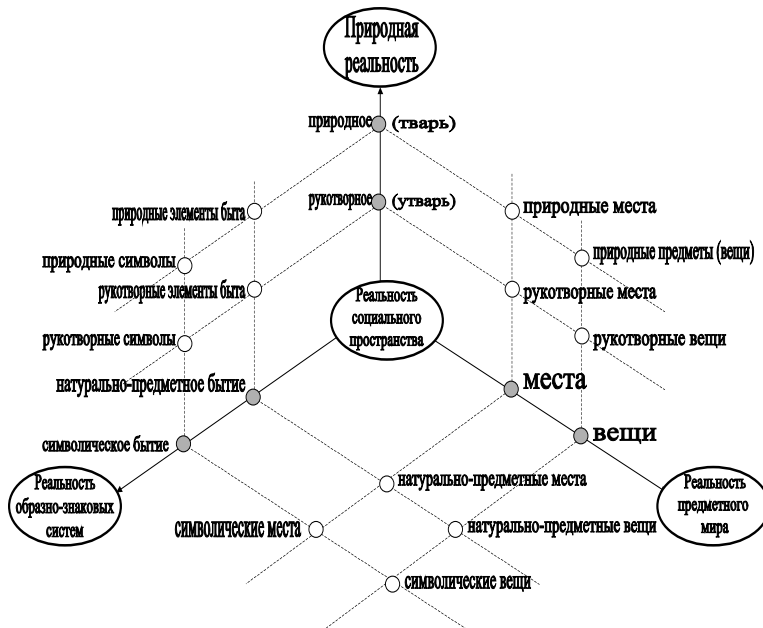 Природная
реальность
природное (тварь)
природные элементы быта
рукотворное (утварь)
природные места
природные символы
природные предметы (вещи)
рукотворные элементы быта
рукотворные места
Реальность
социального
пространства
рукотворные символы
рукотворные вещи
натурально-предметное бытие
места
символическое бытие
вещи
Реальность
образно-знаковых
систем
натурально-предметные места
Реальность
предметного
мира
символические места
натурально-предметные вещи
символические вещи